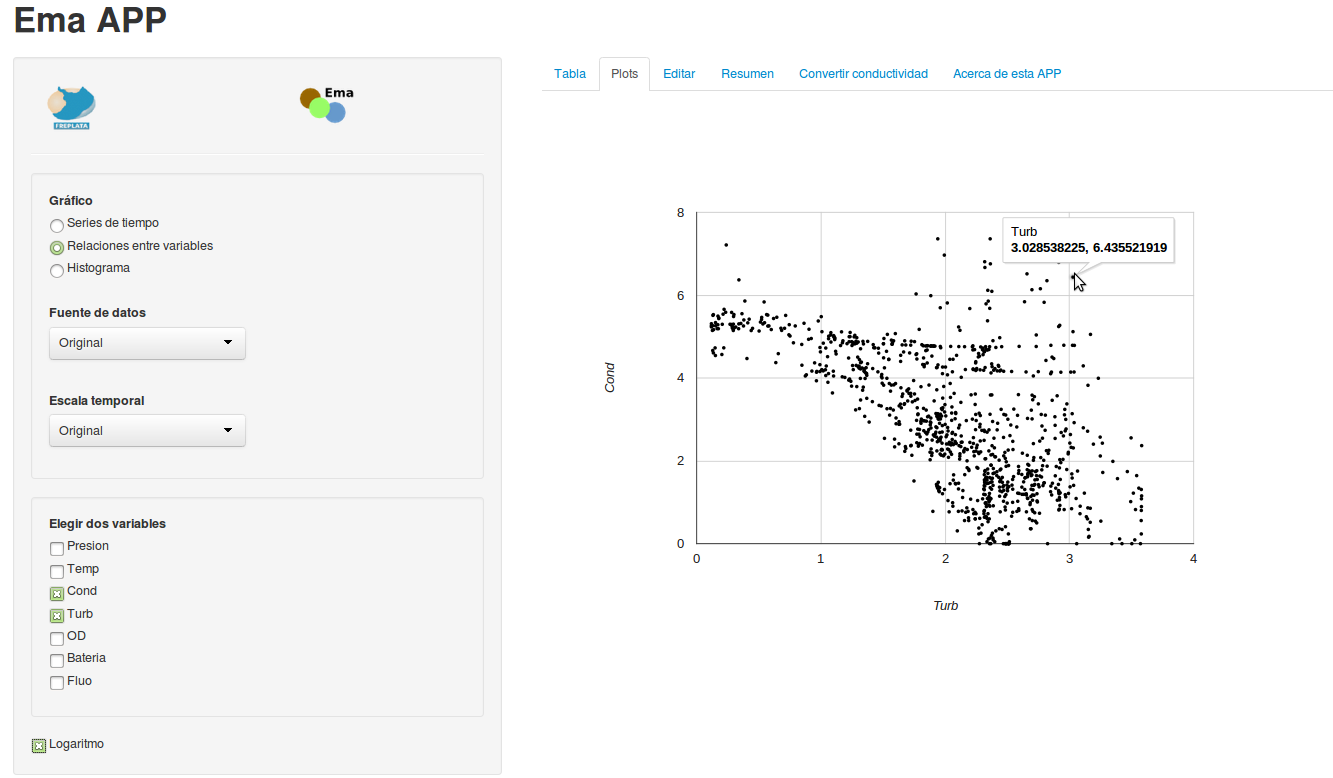 Ema APP
FREPLATA
Ema
Gráfico
Series de tiempo
Relaciones entre variables
Histograma
Fuente de datos
Original
Escala temporal
Original
Elegir dos variables
Presion
Temp
Cond
Turb
OD
Bateria
Fluo
Logaritmo
Tabla Plots Editar Resumen Convertir conductividad Acerca de esta APP
8
6
4
2
0
Cond
Turb
3.028538225, 6.435521919
0 1 2 3 4
Turb